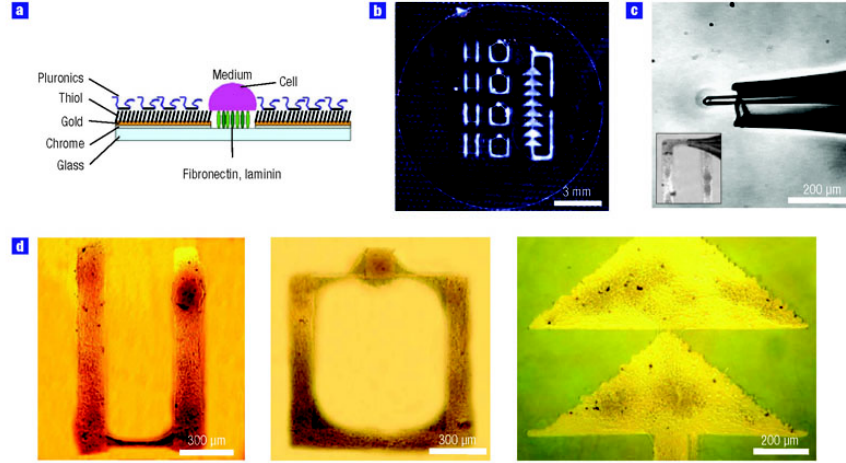 a
Pluronics
Thiol
Gold
Chrome
Glass
Medium
Cell
Fibronectin, laminin
b
3 mm
c
200 µm
d
300 µm
300 µm
200 µm